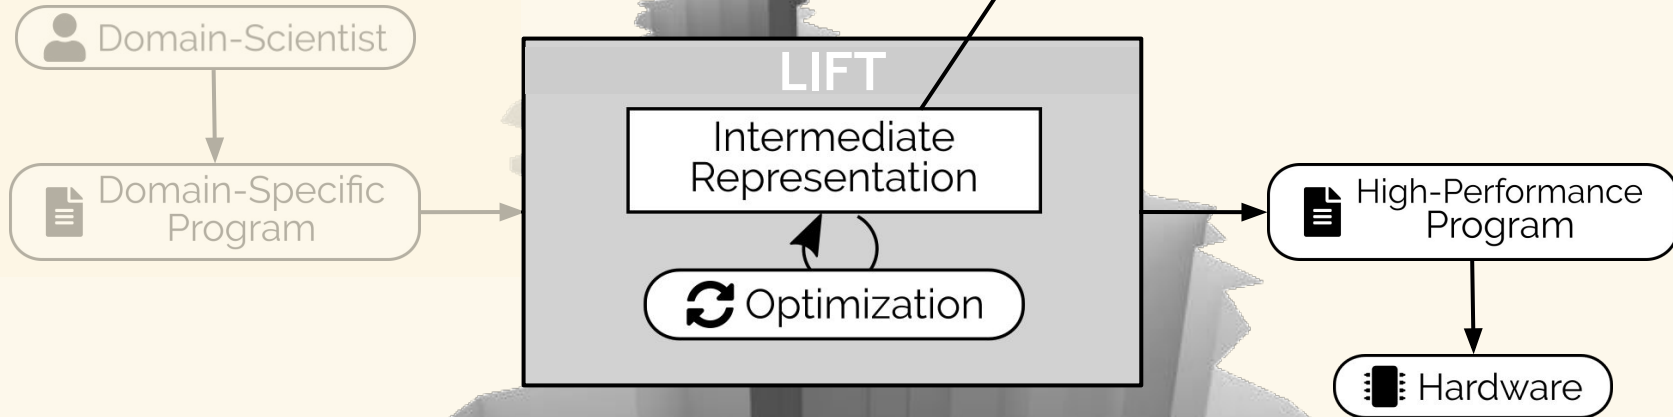 Domain-Scientist
Domain-Specific
Program
LIFT
Intermediate
Representation
Optimization
High-Performance
Program
Hardware